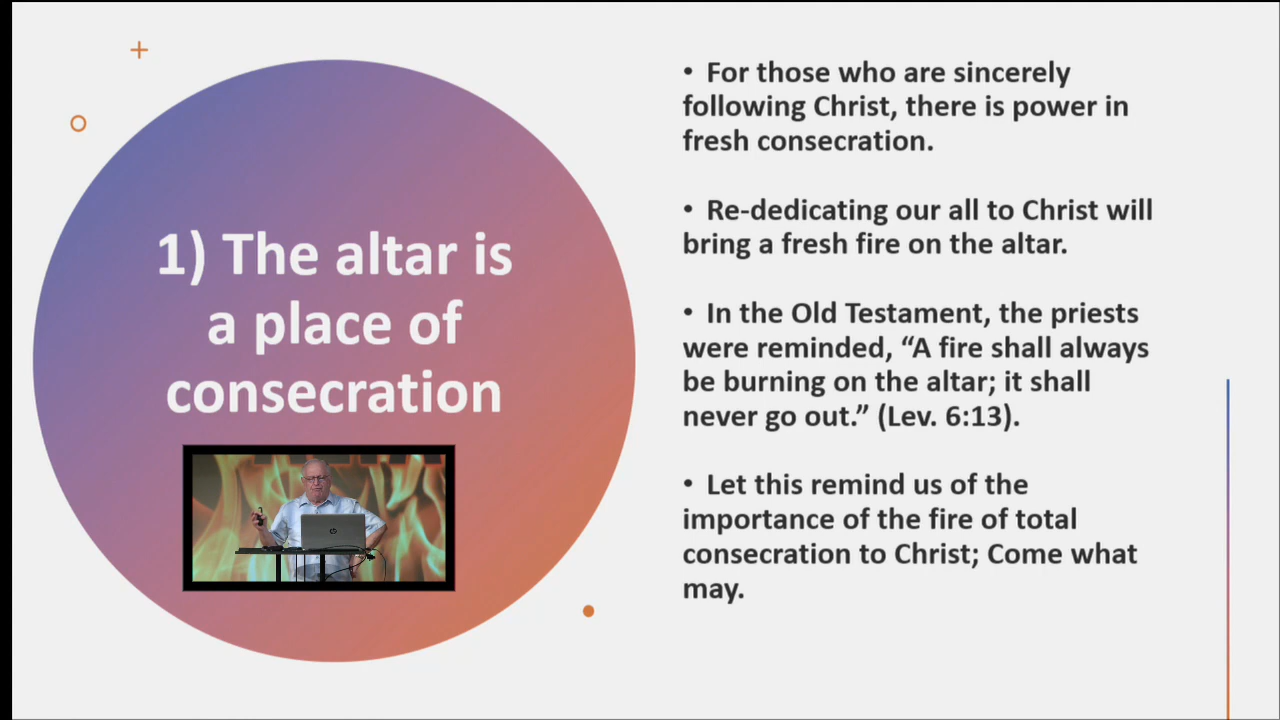 1) The altar is
a place of
consecration
• For those who are sincerely
following Christ, there is power in
fresh consecration.
• Re-dedicating our all to Christ will
bring a fresh fire on the altar.
• In the Old Testament, the priests
were reminded, “A fire shall always
be burning on the altar; it shall
never go out.” (Lev. 6:13).
• Let this remind us of the
importance of the fire of total
consecration to Christ; Come what
may.